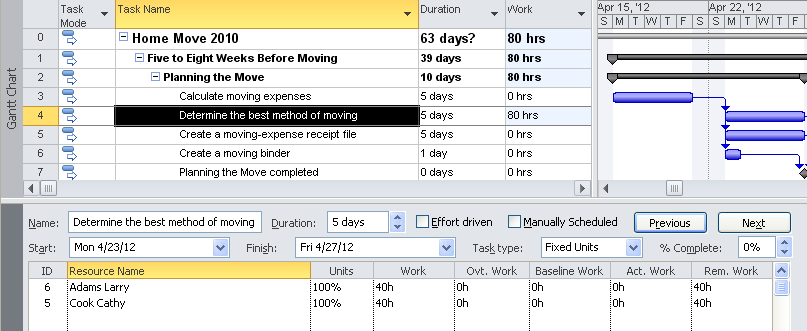 Apr 15, '12 Apr 22, '12
Task Mode Task Name Duration Work S M T W T F S S M T W T F
0 Home Move 2010 63 days? 80 hrs
1 Five to Eight Weeks Before Moving 39 days 80 hrs
2 Planning the Move 10 days 80 hrs
3 Calculate moving expenses 5 days 0 hrs
4 Determine the best method of moving 5 days 80 hrs
5 Create a moving-expense receipt file 5 days 0 hrs
6 Create a moving binder 1 day 0 hrs
7 Planning the Move completed 0 days 0 hrs
Gantt Chart
Name: Determine the best method of moving Duration: 5 days Effort driven Manually Scheduled Previous Next
Start: Mon 4/23/12 Finish: Fri 4/27/12 Task type: Fixed Units % Complete: 0%
ID Resource Name Units Work Ovt. Work Baseline Work Act. Work Rem. Work
6 Adams Larry 100% 40h 0h 0h 0h 40h
5 Cook Cathy 100% 40h 0h 0h 0h 40h